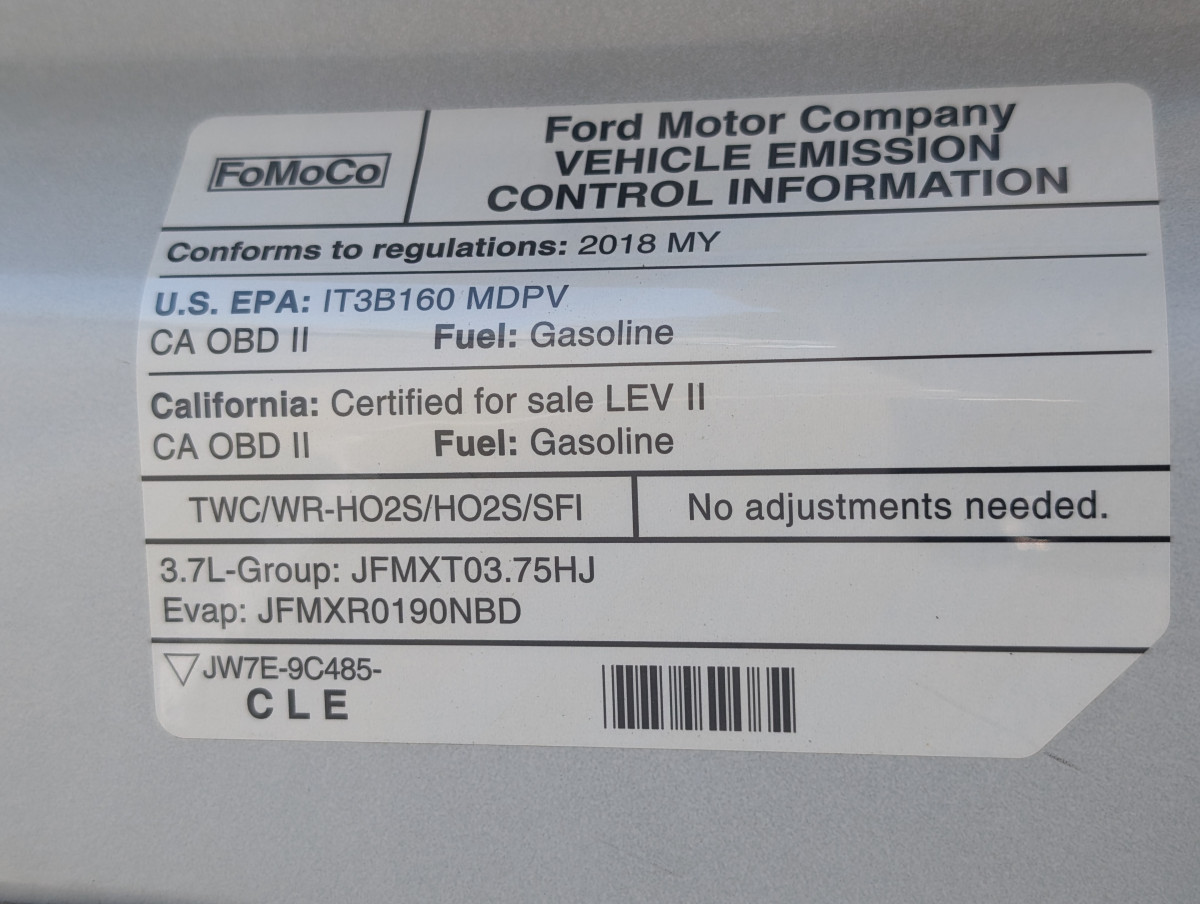 FoMoCo
Ford Motor Company
VEHICLE EMISSION
CONTROL INFORMATION
Conforms to regulations: 2018 MY
U.S. EPA: IT3B160 MDPV
CA OBD II Fuel: Gasoline
California: Certified for sale LEV II
CA OBD II Fuel: Gasoline
TWC/WR-HO2S/HO2S/SFI
No adjustments needed.
3.7L-Group: JFMXT03.75HJ
Evap: JFMXR0190NBD
JW7E-9C485-
CLE